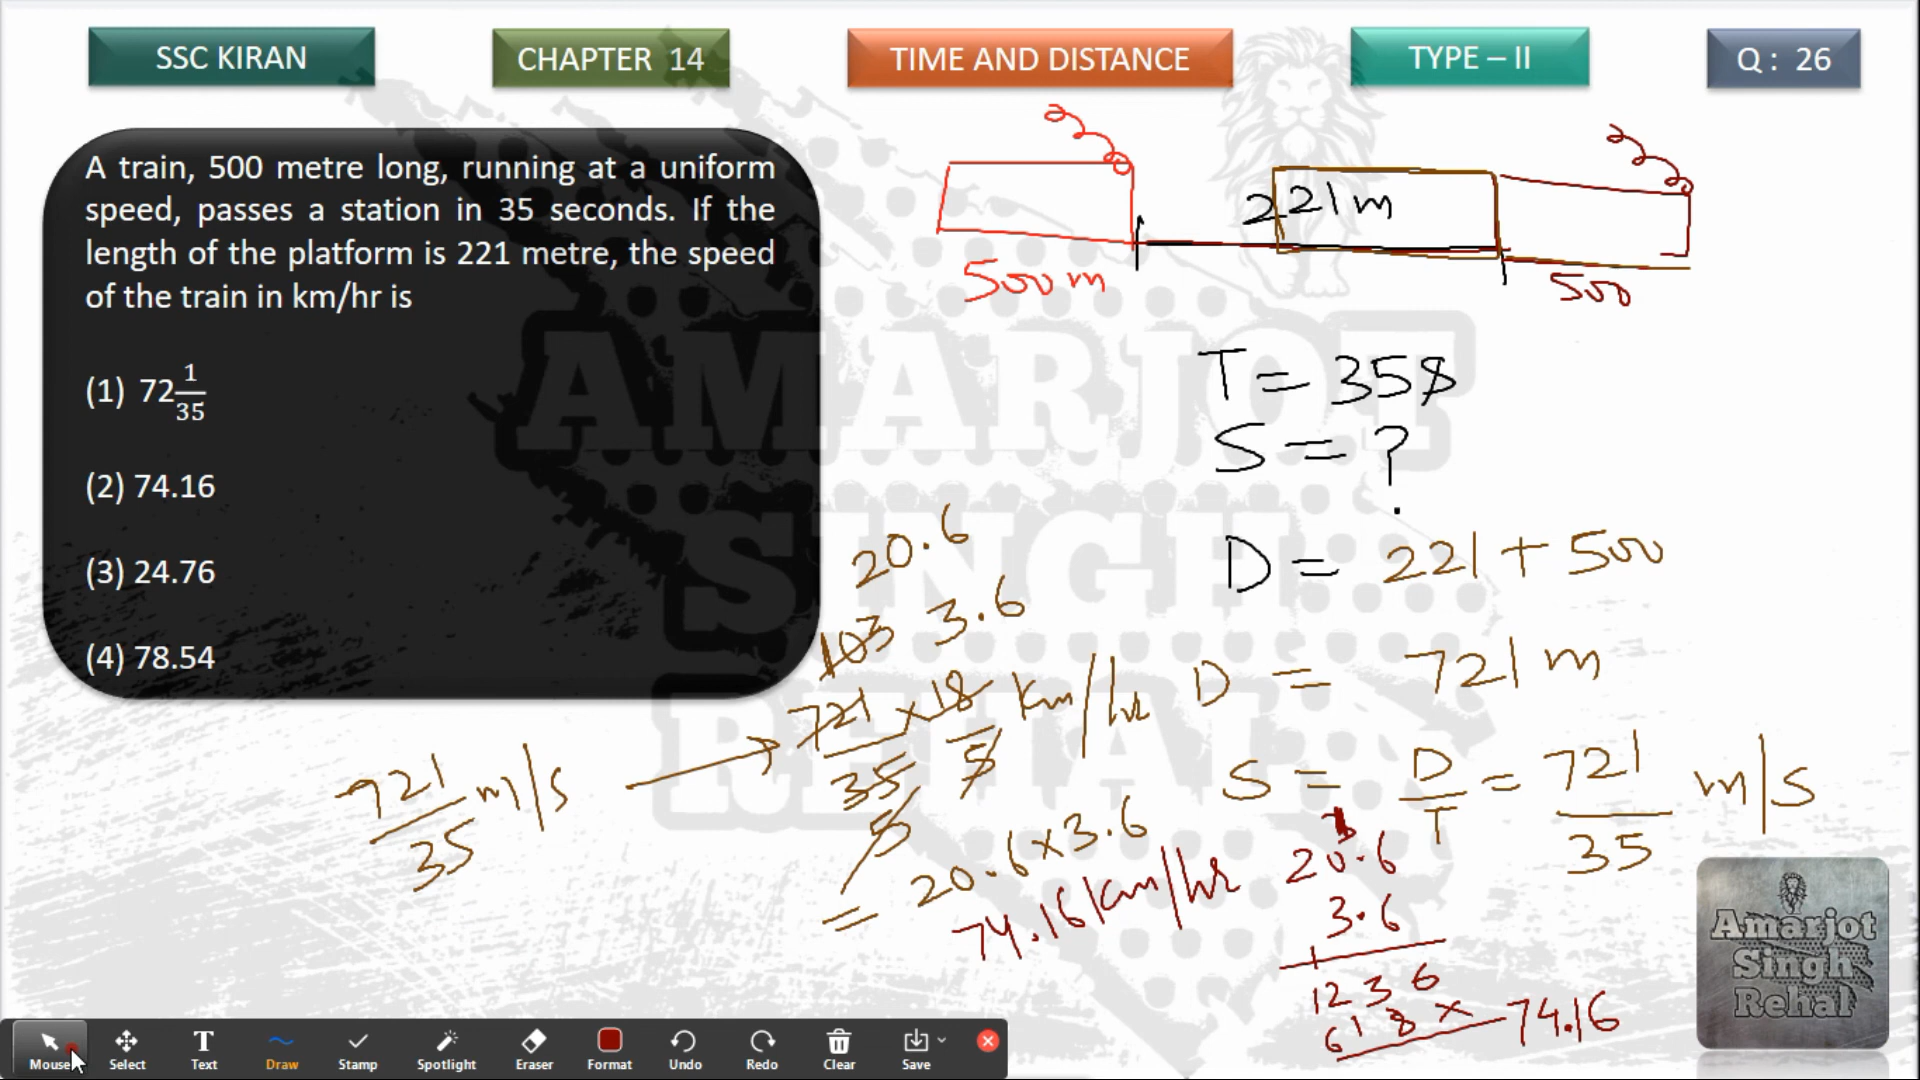 SSC KIRAN
CHAPTER 14
TIME AND DISTANCE
TYPE – II
Q : 26
A train, 500 metre long, running at a uniform
speed, passes a station in 35 seconds. If the
length of the platform is 221 metre, the speed
of the train in km/hr is
(1) 72 1/35
(2) 74.16
(3) 24.76
(4) 78.54
221m
500m
500
T = 35s
S = ?
D = 221 + 500
D = 721 m
S = D/T = 721/35 m/s
721/35 m/s →
20.6
103 3.6
721/35 × 18/5 km/hr
5
= 20.6 × 3.6
74.16 km/hr
20.6
3.6
1236
618×
74.16
AMARJOT
SINGH
REHAL
Amarjot
Singh
Rehal
Mouse
Select
Text
Draw
Stamp
Spotlight
Eraser
Format
Undo
Redo
Clear
Save